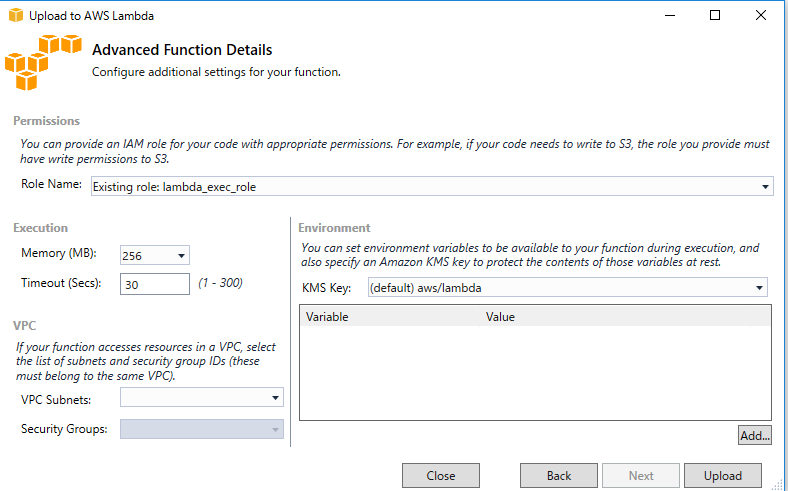 Upload to AWS Lambda
Advanced Function Details
Configure additional settings for your function.
Permissions
You can provide an IAM role for your code with appropriate permissions. For example, if your code needs to write to S3, the role you provide must
have write permissions to S3.
Role Name: Existing role: lambda_exec_role
Execution
Memory (MB): 256
Timeout (Secs): 30 (1 - 300)
VPC
If your function accesses resources in a VPC, select
the list of subnets and security group IDs (these
must belong to the same VPC).
VPC Subnets:
Security Groups:
Environment
You can set environment variables to be available to your function during execution, and
also specify an Amazon KMS key to protect the contents of those variables at rest.
KMS Key: (default) aws/lambda
Variable Value
Add...
Close Back Next Upload